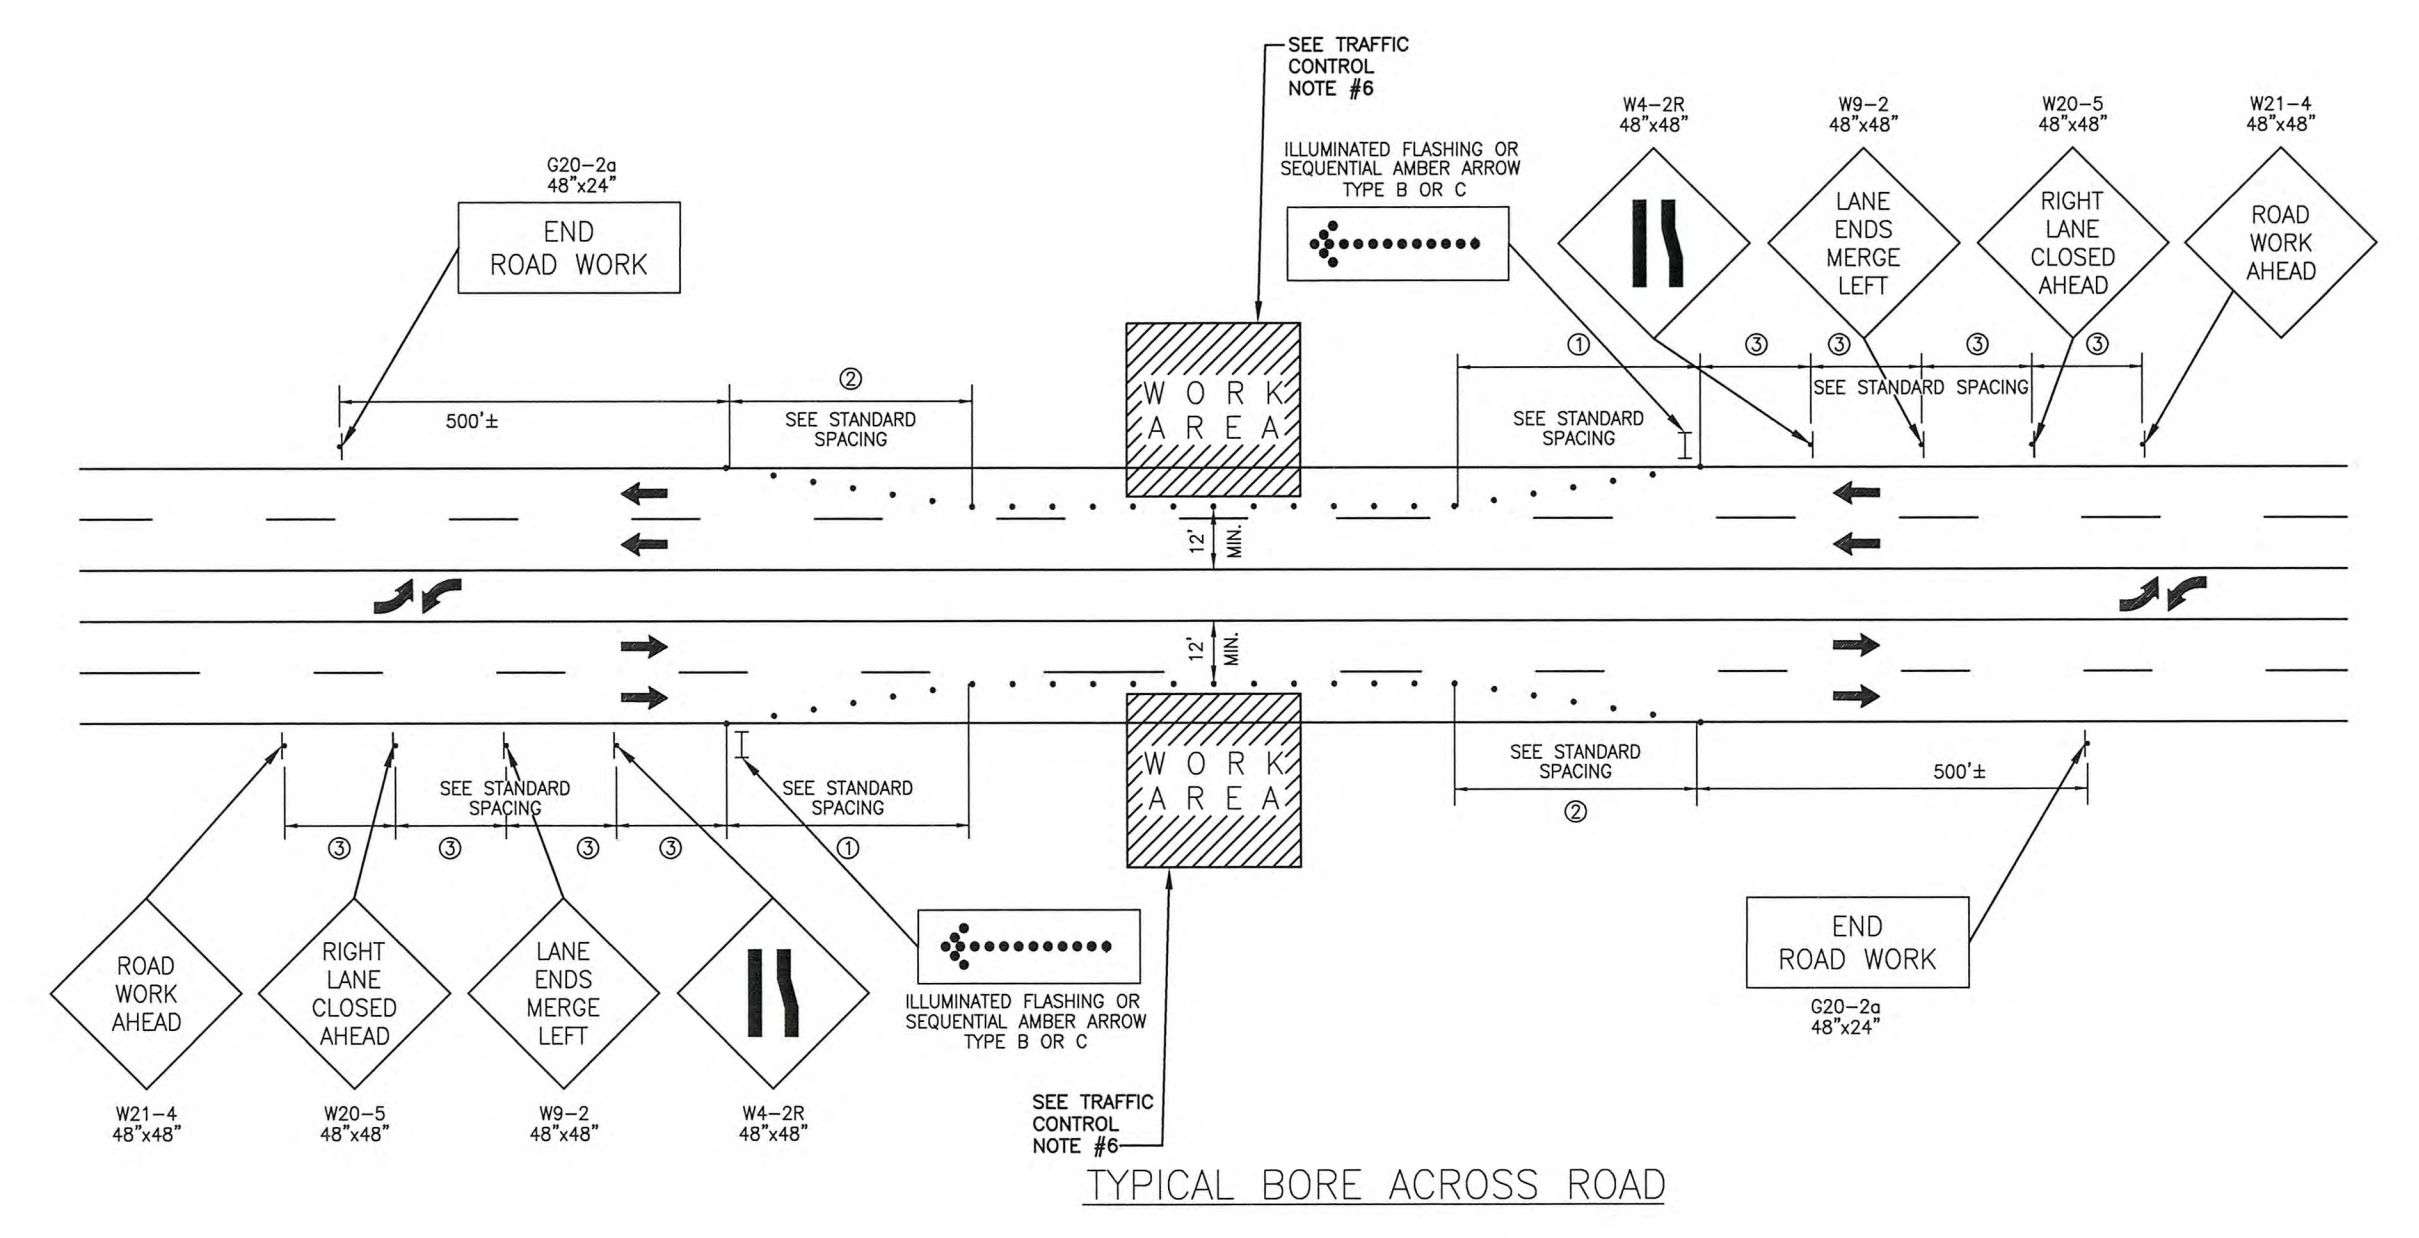 SEE TRAFFIC
CONTROL
NOTE #6
ILLUMINATED FLASHING OR
SEQUENTIAL AMBER ARROW
TYPE B OR C
W4-2R
48"x48"
W9-2
48"x48"
LANE
ENDS
MERGE
LEFT
W20-5
48"x48"
RIGHT
LANE
CLOSED
AHEAD
W21-4
48"x48"
ROAD
WORK
AHEAD
G20-2a
48"x24"
END
ROAD WORK
500'±
②
SEE STANDARD
SPACING
WORK
AREA
①
SEE STANDARD
SPACING
③
③
③
③
SEE STANDARD SPACING
12'
MIN.
12'
MIN.
WORK
AREA
SEE STANDARD
SPACING
③
③
③
③
SEE STANDARD
SPACING
①
SEE STANDARD
SPACING
②
500'±
ROAD
WORK
AHEAD
W21-4
48"x48"
RIGHT
LANE
CLOSED
AHEAD
W20-5
48"x48"
LANE
ENDS
MERGE
LEFT
W9-2
48"x48"
W4-2R
48"x48"
ILLUMINATED FLASHING OR
SEQUENTIAL AMBER ARROW
TYPE B OR C
END
ROAD WORK
G20-2a
48"x24"
SEE TRAFFIC
CONTROL
NOTE #6
TYPICAL BORE ACROSS ROAD